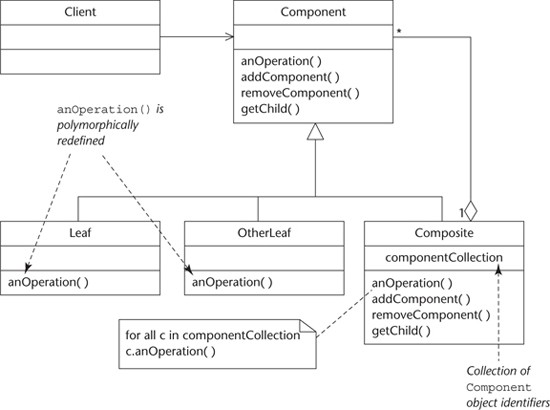 Client
Component
*
anOperation( )
addComponent( )
removeComponent( )
getChild( )
anOperation() is
polymorphically
redefined
1
Leaf
OtherLeaf
Composite
componentCollection
anOperation( )
anOperation( )
anOperation( )
addComponent( )
removeComponent( )
getChild( )
for all c in componentCollection
c.anOperation( )
Collection of
Component
object identifiers